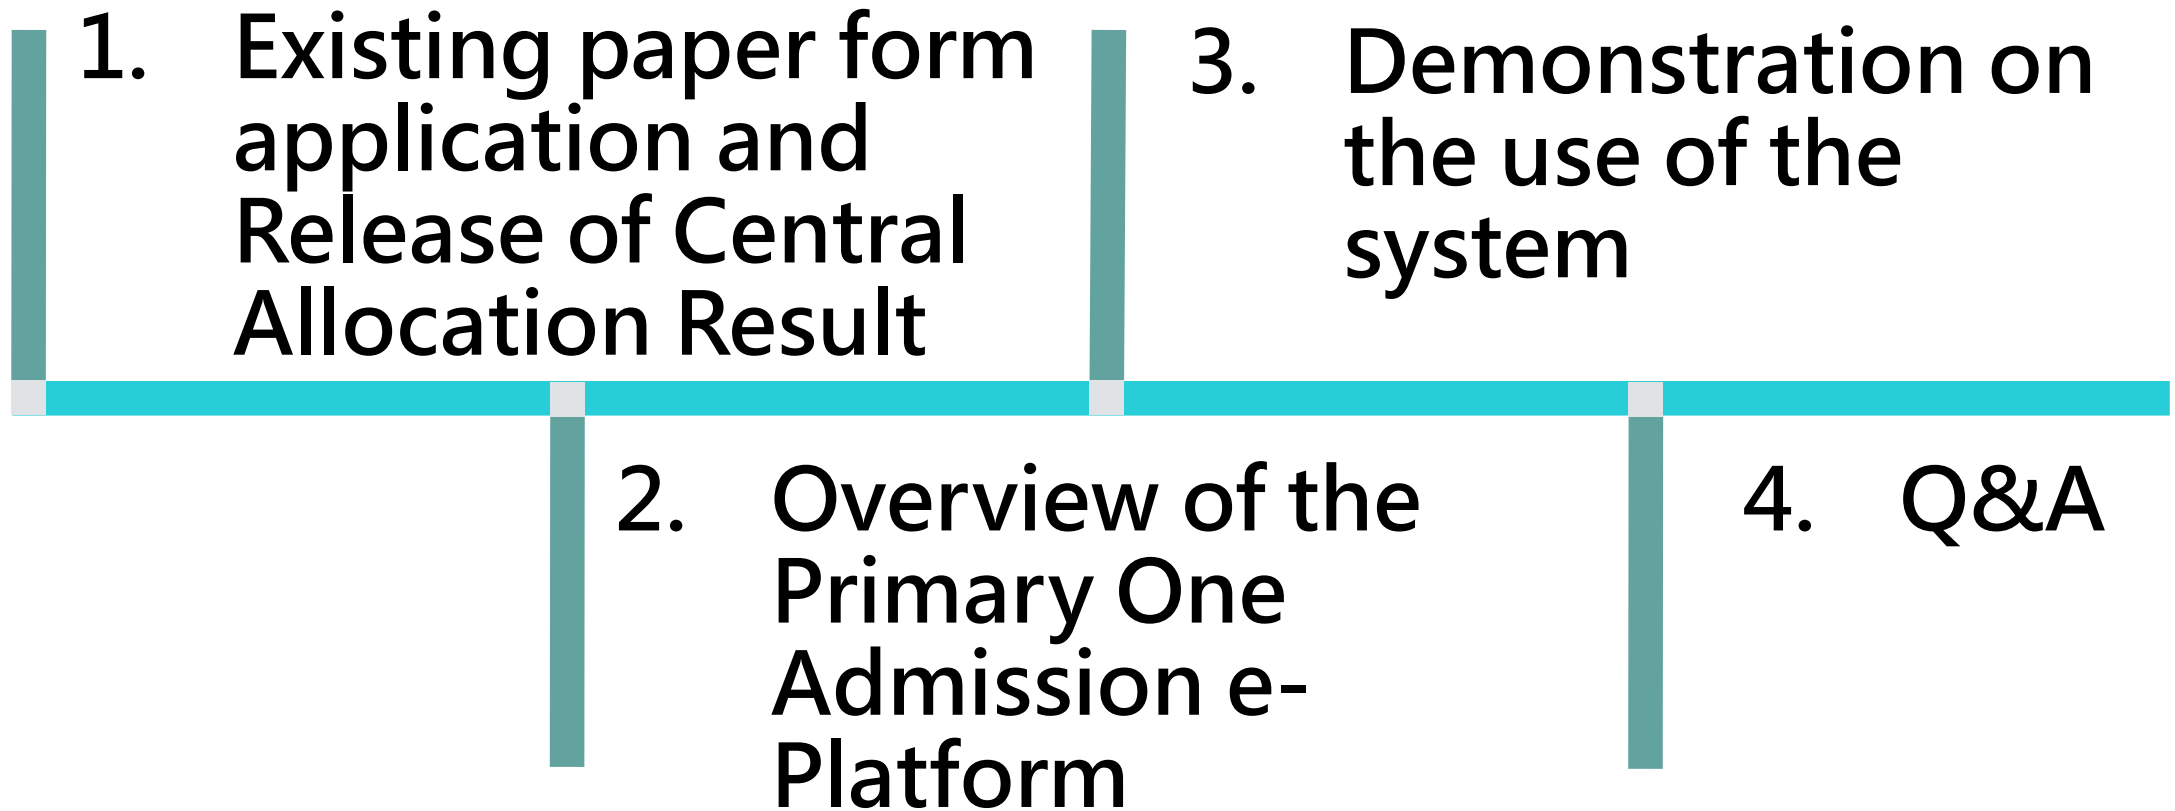 1. Existing paper form
application and
Release of Central
Allocation Result
2. Overview of the
Primary One
Admission e-
Platform
3. Demonstration on
the use of the
system
4. Q&A